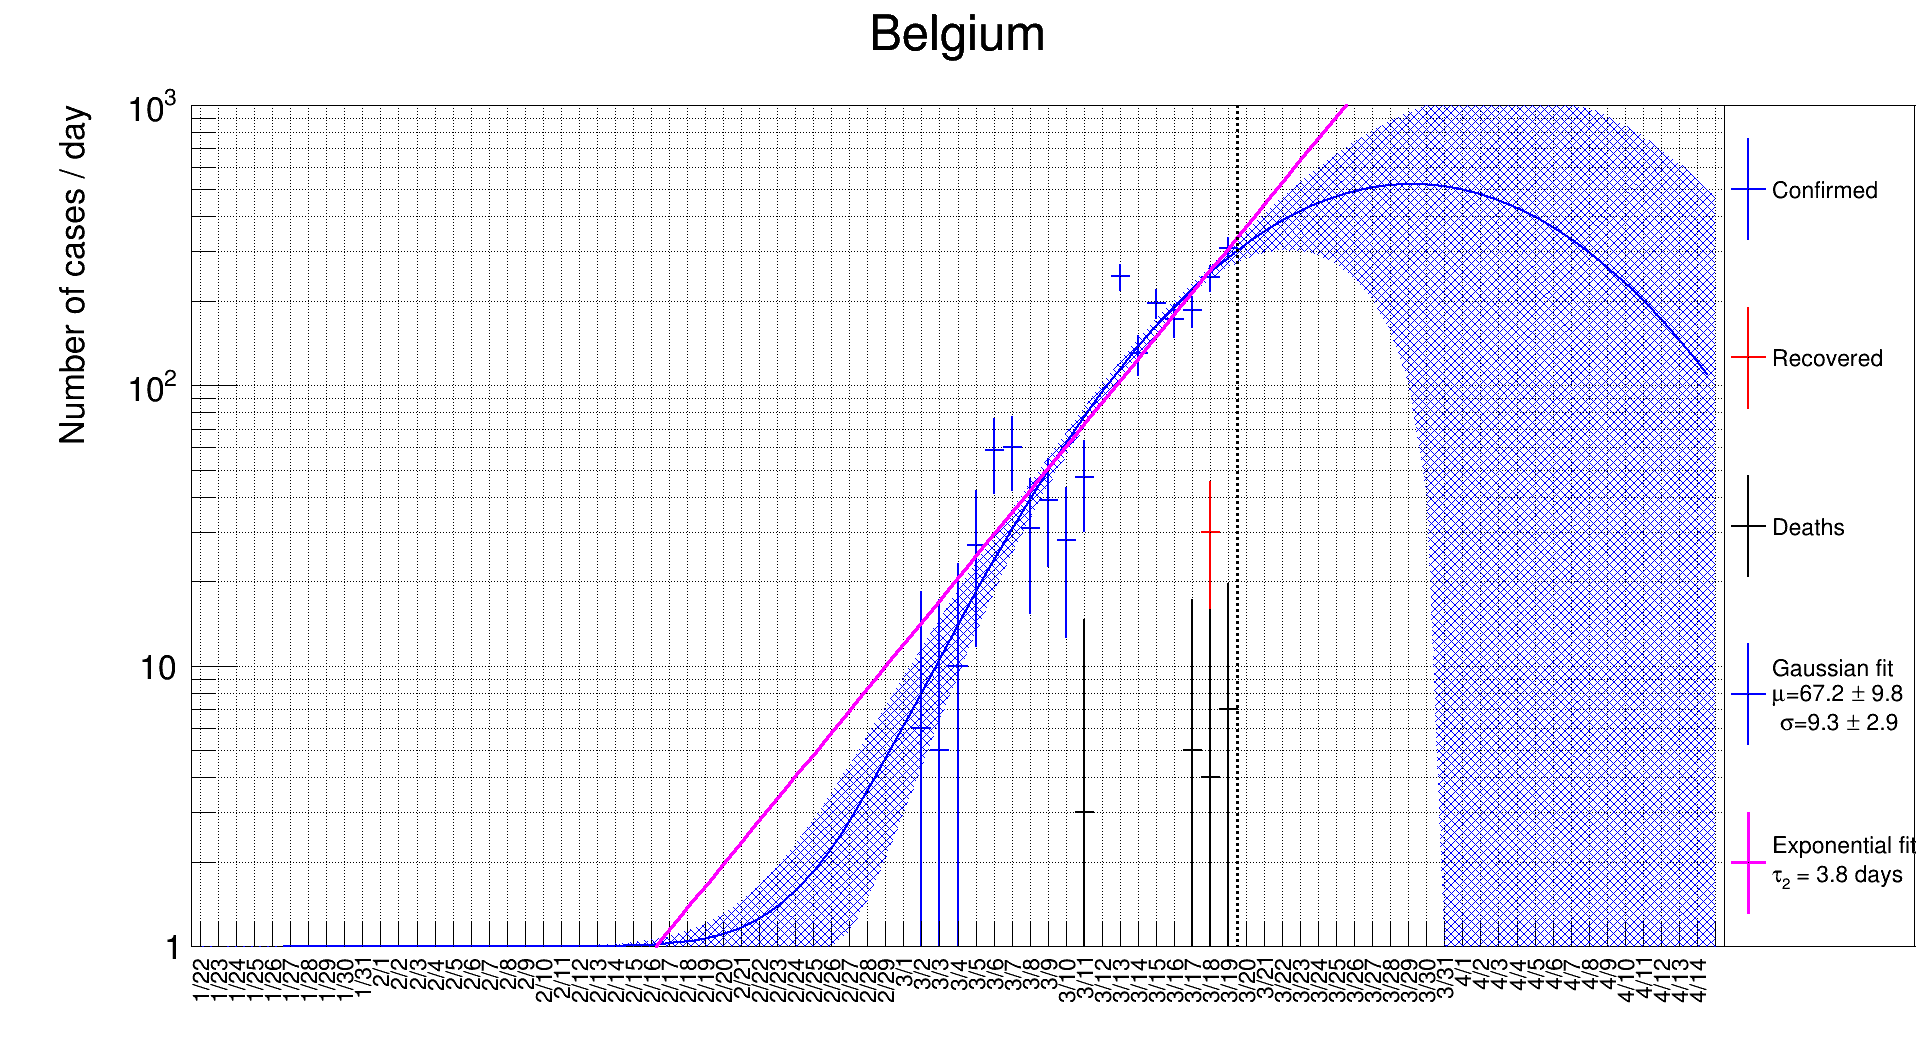 Belgium
Number of cases / day
10³
10²
10
1
1/22 1/23 1/24 1/25 1/26 1/27 1/28 1/29 1/30 1/31 2/1 2/2 2/3 2/4 2/5 2/6 2/7 2/8 2/9 2/10 2/11 2/12 2/13 2/14 2/15 2/16 2/17 2/18 2/19 2/20 2/21 2/22 2/23 2/24 2/25 2/26 2/27 2/28 2/29 3/1 3/2 3/3 3/4 3/5 3/6 3/7 3/8 3/9 3/10 3/11 3/12 3/13 3/14 3/15 3/16 3/17 3/18 3/19 3/20 3/21 3/22 3/23 3/24 3/25 3/26 3/27 3/28 3/29 3/30 3/31 4/1 4/2 4/3 4/4 4/5 4/6 4/7 4/8 4/9 4/10 4/11 4/12 4/13 4/14
Confirmed
Recovered
Deaths
Gaussian fit
μ=67.2 ± 9.8
σ=9.3 ± 2.9
Exponential fit
τ₂ = 3.8 days